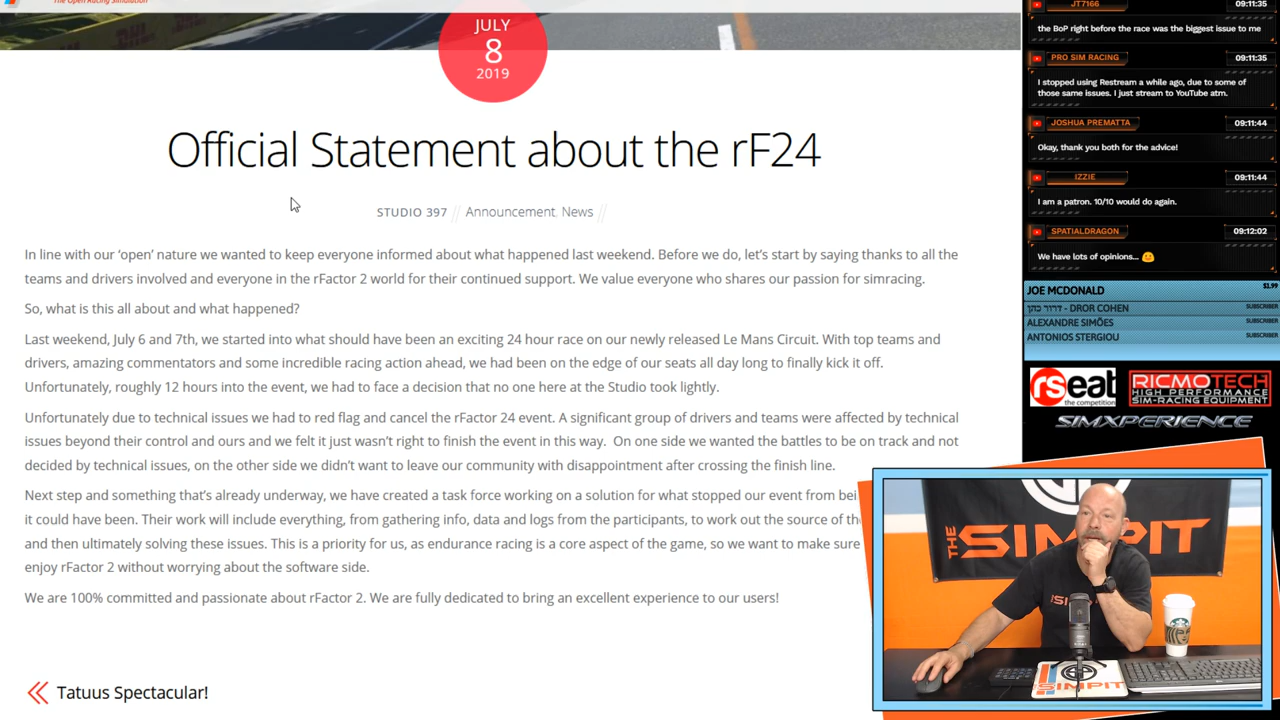 The Open Racing Simulation
JULY
8
2019
Official Statement about the rF24
STUDIO 397 // Announcement, News //
In line with our ‘open’ nature we wanted to keep everyone informed about what happened last weekend. Before we do, let’s start by saying thanks to all the
teams and drivers involved and everyone in the rFactor 2 world for their continued support. We value everyone who shares our passion for simracing.
So, what is this all about and what happened?
Last weekend, July 6 and 7th, we started into what should have been an exciting 24 hour race on our newly released Le Mans Circuit. With top teams and
drivers, amazing commentators and some incredible racing action ahead, we had been on the edge of our seats all day long to finally kick it off.
Unfortunately, roughly 12 hours into the event, we had to face a decision that no one here at the Studio took lightly.
Unfortunately due to technical issues we had to red flag and stop the rFactor 24 event. A significant group of drivers and teams were affected by technical
issues beyond their control and ours and we felt it just wasn’t right to finish the event in this way. On one side we wanted the battles to be on track and not
decided by technical issues, on the other side we didn’t want to leave our community with disappointment after crossing the finish line.
Next step and something that’s already underway, we have created a task force working on a solution for what stopped our event from bei
it could have been. Their work will include everything, from gathering info, data and logs from the participants, to work out the source of th
and then ultimately solving these issues. This is a priority for us, as endurance racing is a core aspect of the game, so we want to make sure
enjoy rFactor 2 without worrying about the software side.
We are 100% committed and passionate about rFactor 2. We are fully dedicated to bring an excellent experience to our users!
Tatuus Spectacular!
JT7166 09:11:35
the BoP right before the race was the biggest issue to me
PRO SIM RACING 09:11:35
I stopped using Restream a while ago, due to some of
those same issues. I just stream to YouTube atm.
JOSHUA PREMATTA 09:11:44
Okay, thank you both for the advice!
IZZIE 09:11:44
I am a patron. 10/10 would do again.
SPATIALDRAGON 09:12:02
We have lots of opinions...
JOE MCDONALD $1.99
דרור כהן - DROR COHEN SUBSCRIBER
ALEXANDRE SIMÕES SUBSCRIBER
ANTONIOS STERGIOU SUBSCRIBER
rseat
the competition
RICMOTECH
HIGH PERFORMANCE
SIM-RACING EQUIPMENT
SIMXPERIENCE
THE SIMPIT
SIMPIT